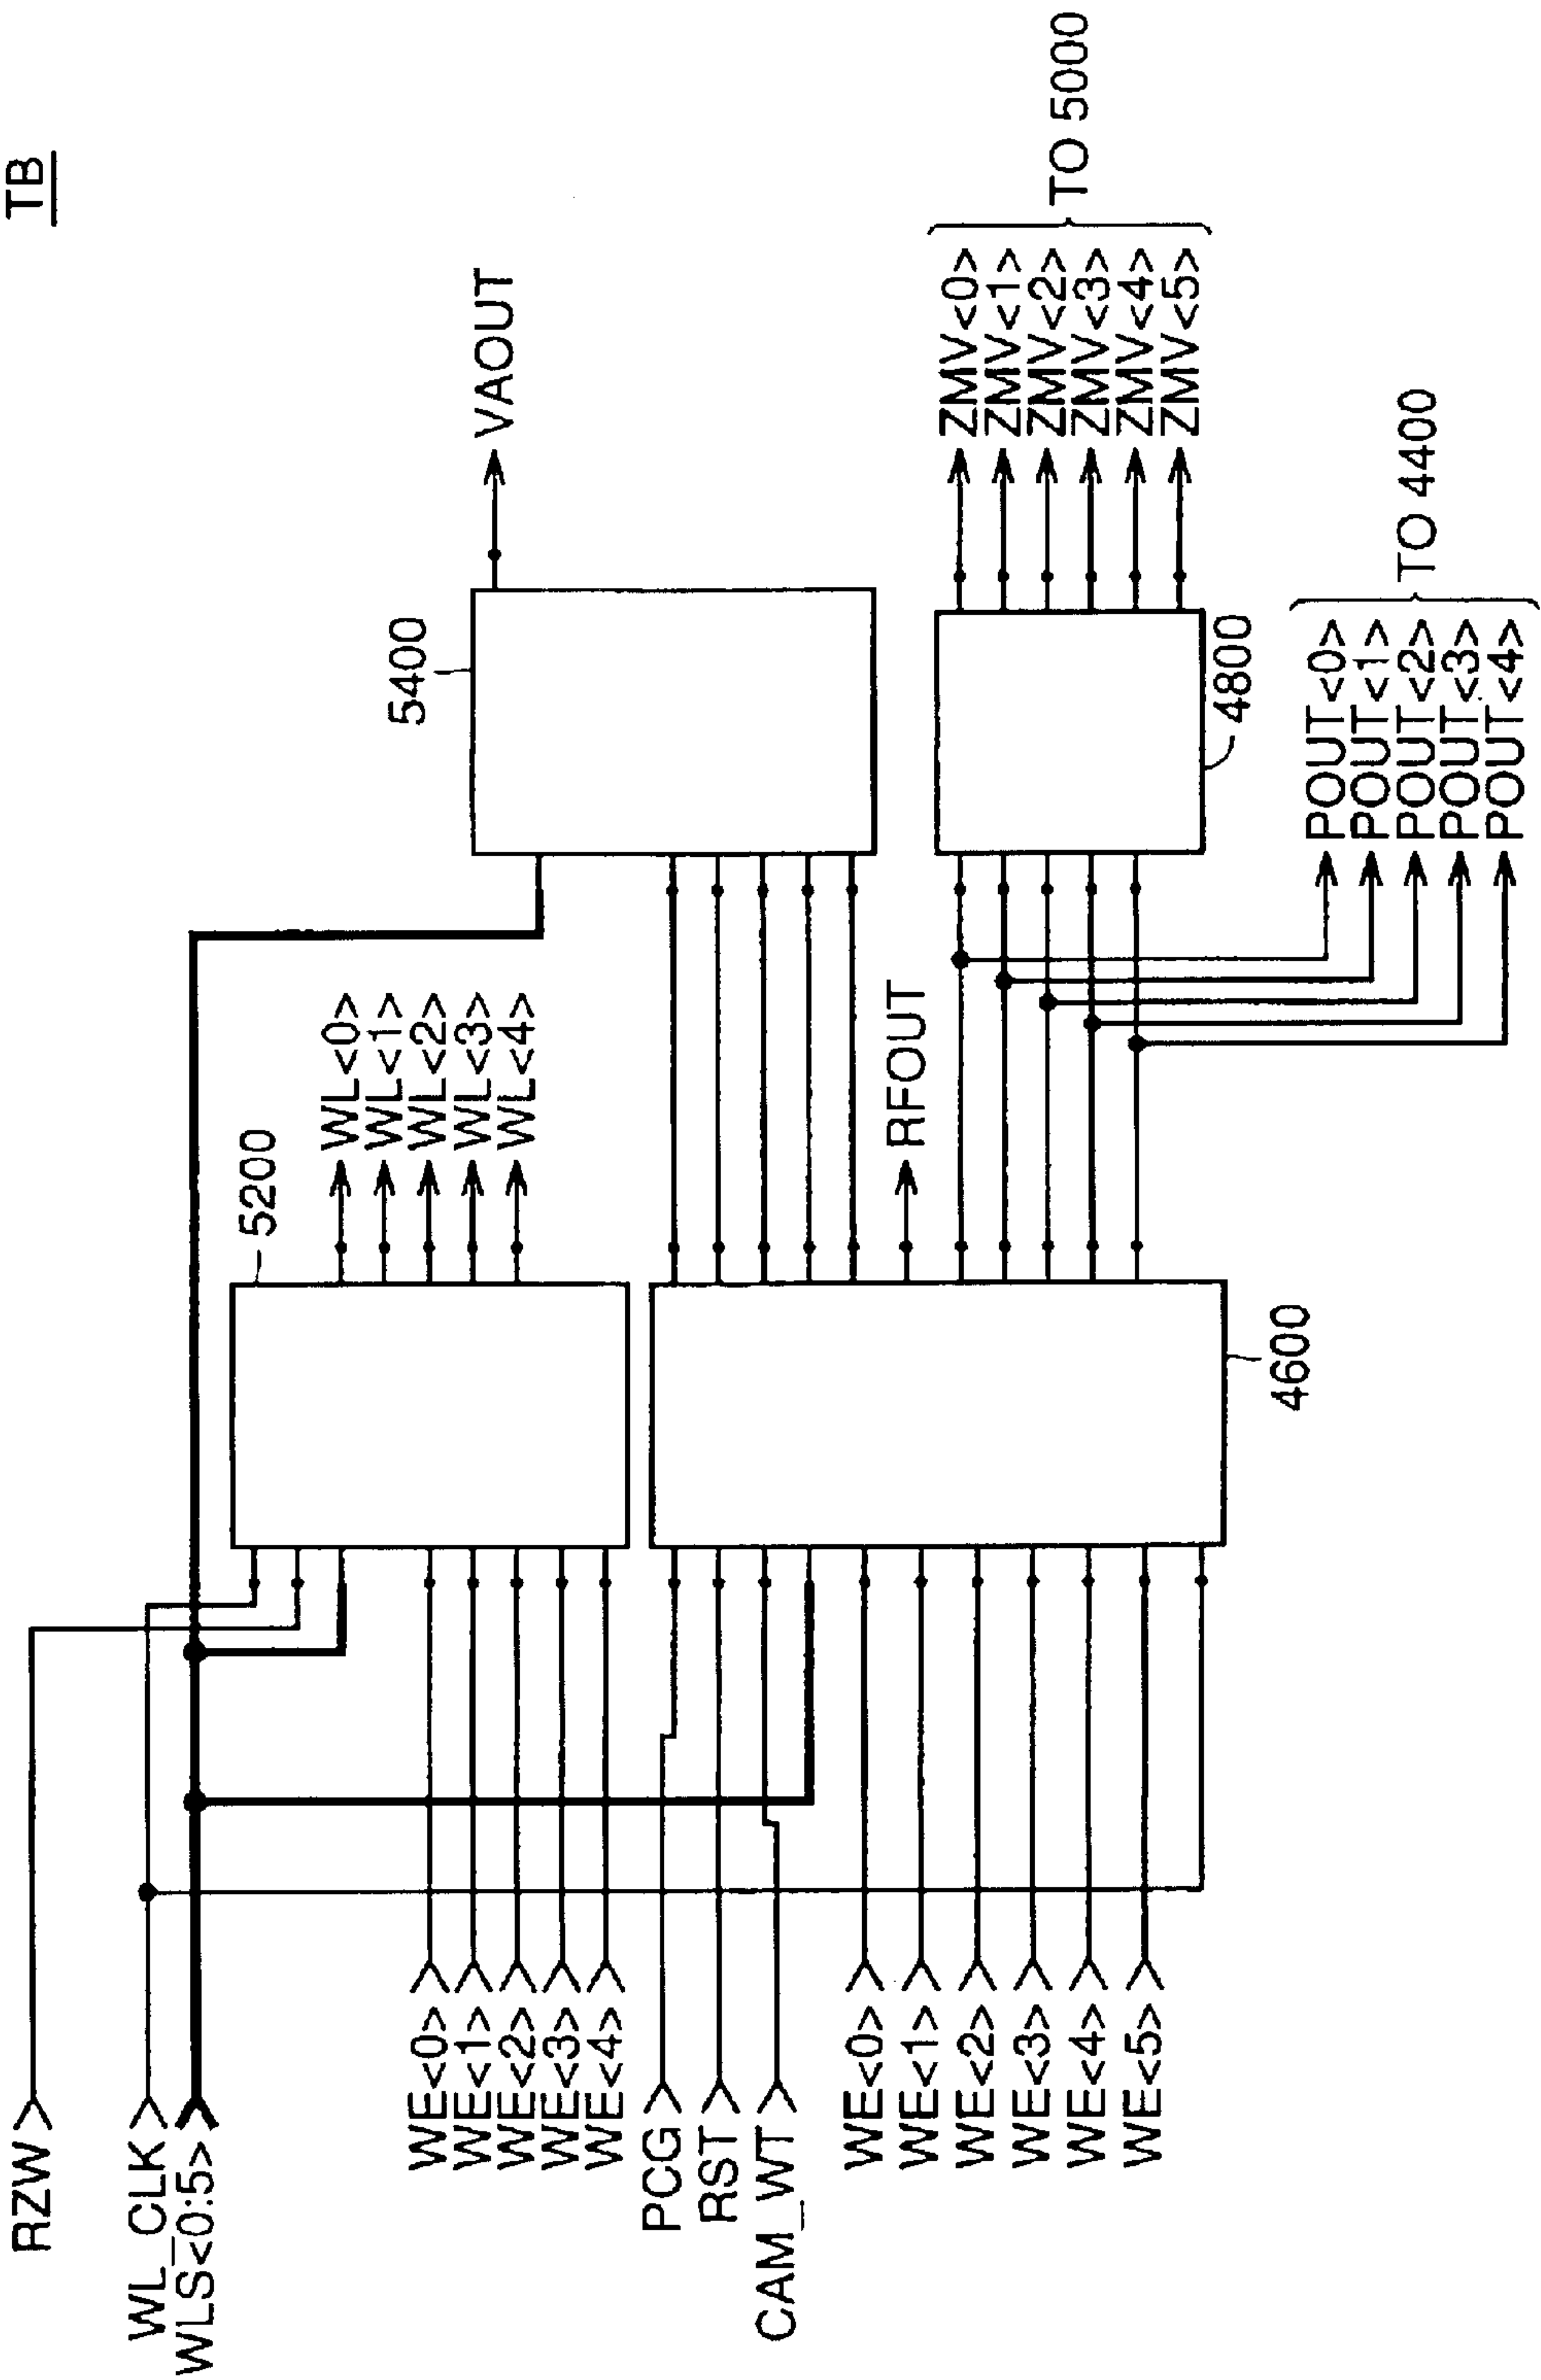 TB
RZW
WL_CLK
WLS<0:5>
WE<0>
WE<1>
WE<2>
WE<3>
WE<4>
PCG
RST
CAM_WT
WE<0>
WE<1>
WE<2>
WE<3>
WE<4>
WE<5>
5200
WL<0>
WL<1>
WL<2>
WL<3>
WL<4>
4600
RFOUT
5400
VAOUT
4800
ZMV<0>
ZMV<1>
ZMV<2>
ZMV<3>
ZMV<4>
ZMV<5>
TO 5000
POUT<0>
POUT<1>
POUT<2>
POUT<3>
POUT<4>
TO 4400